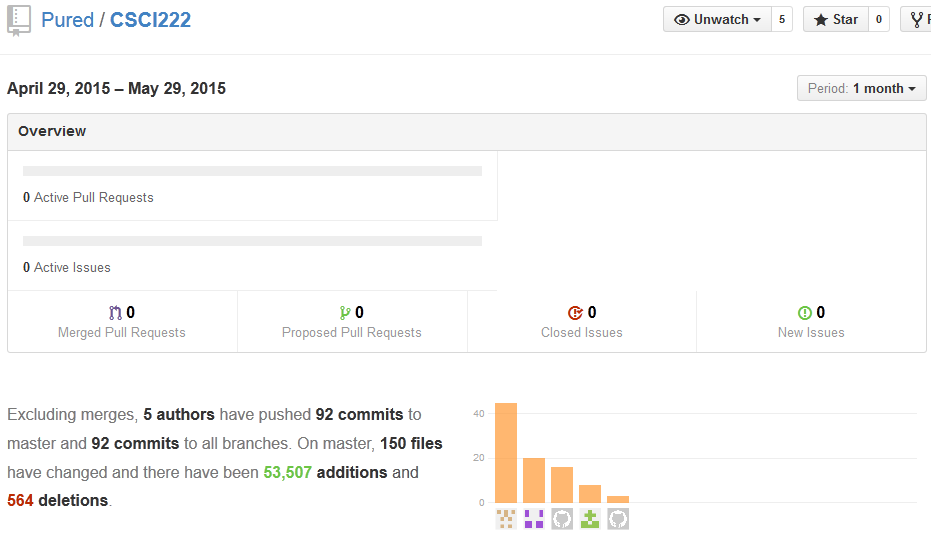 Pured / CSCI222
Unwatch 5 Star 0
April 29, 2015 – May 29, 2015
Period: 1 month
Overview
0 Active Pull Requests
0 Active Issues
0 0 0 0
Merged Pull Requests Proposed Pull Requests Closed Issues New Issues
Excluding merges, 5 authors have pushed 92 commits to
master and 92 commits to all branches. On master, 150 files
have changed and there have been 53,507 additions and
564 deletions.
40
20
0